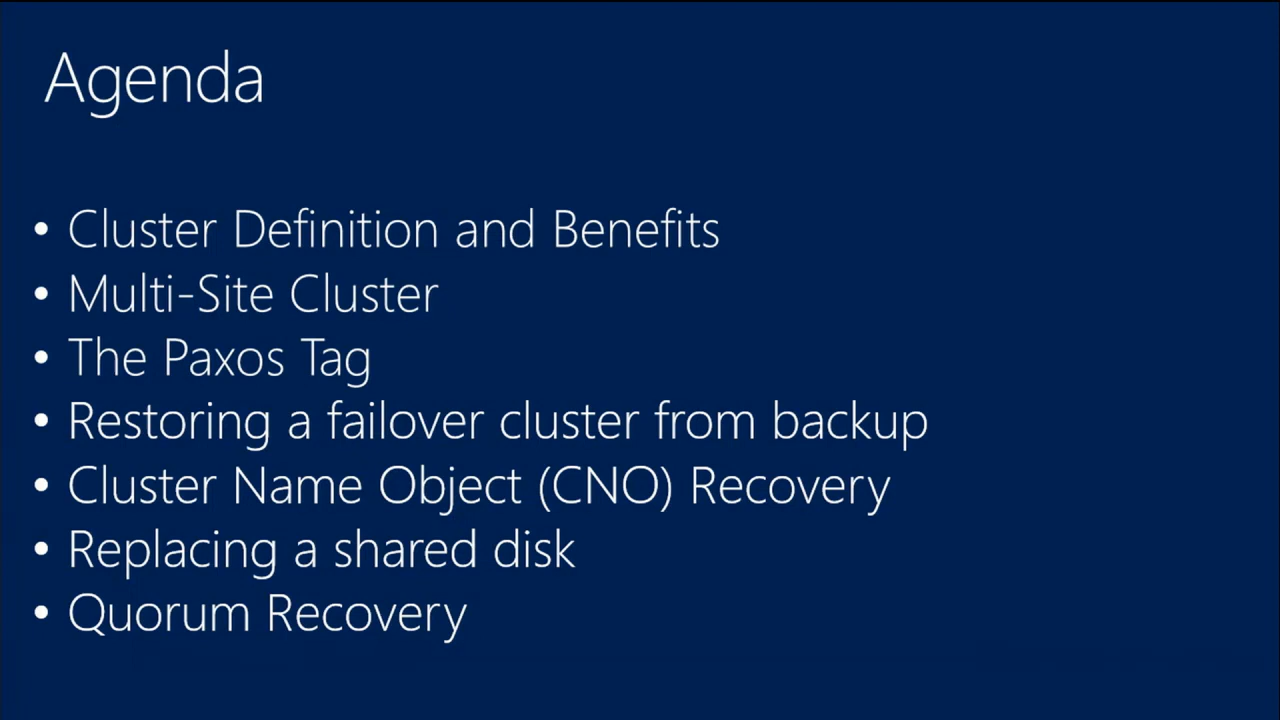 Agenda
• Cluster Definition and Benefits
• Multi-Site Cluster
• The Paxos Tag
• Restoring a failover cluster from backup
• Cluster Name Object (CNO) Recovery
• Replacing a shared disk
• Quorum Recovery